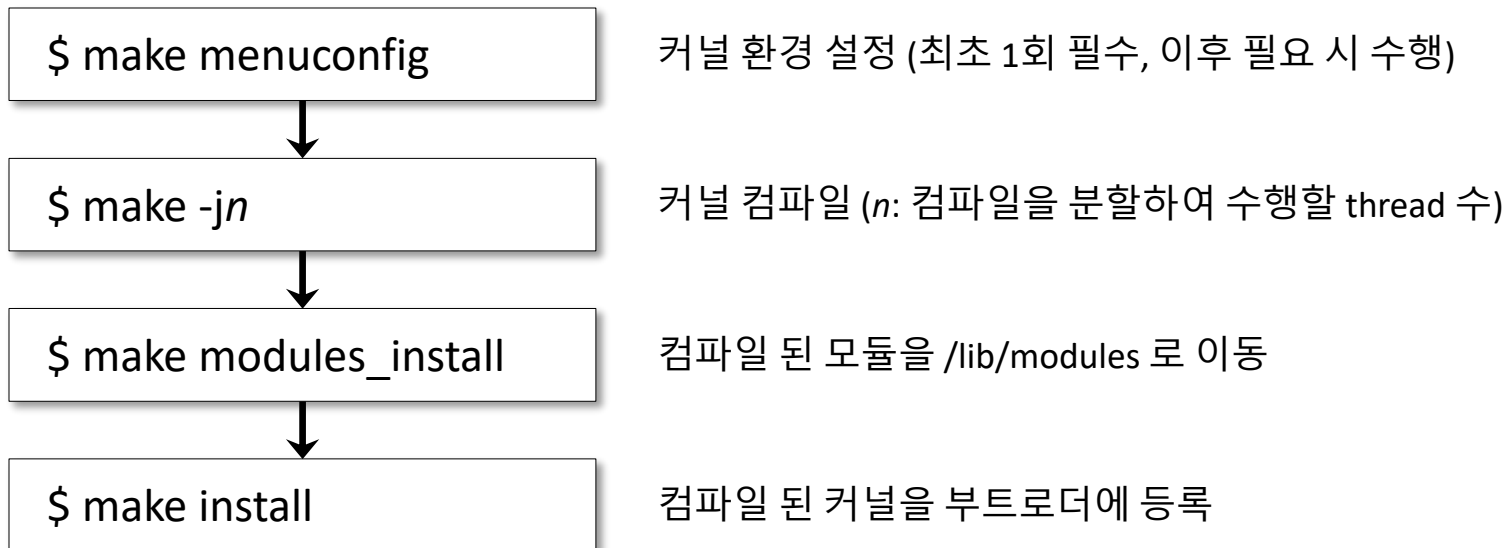 $ make menuconfig
커널 환경 설정 (최초 1회 필수, 이후 필요 시 수행)
$ make -jn
커널 컴파일 (n: 컴파일을 분할하여 수행할 thread 수)
$ make modules_install
컴파일 된 모듈을 /lib/modules 로 이동
$ make install
컴파일 된 커널을 부트로더에 등록